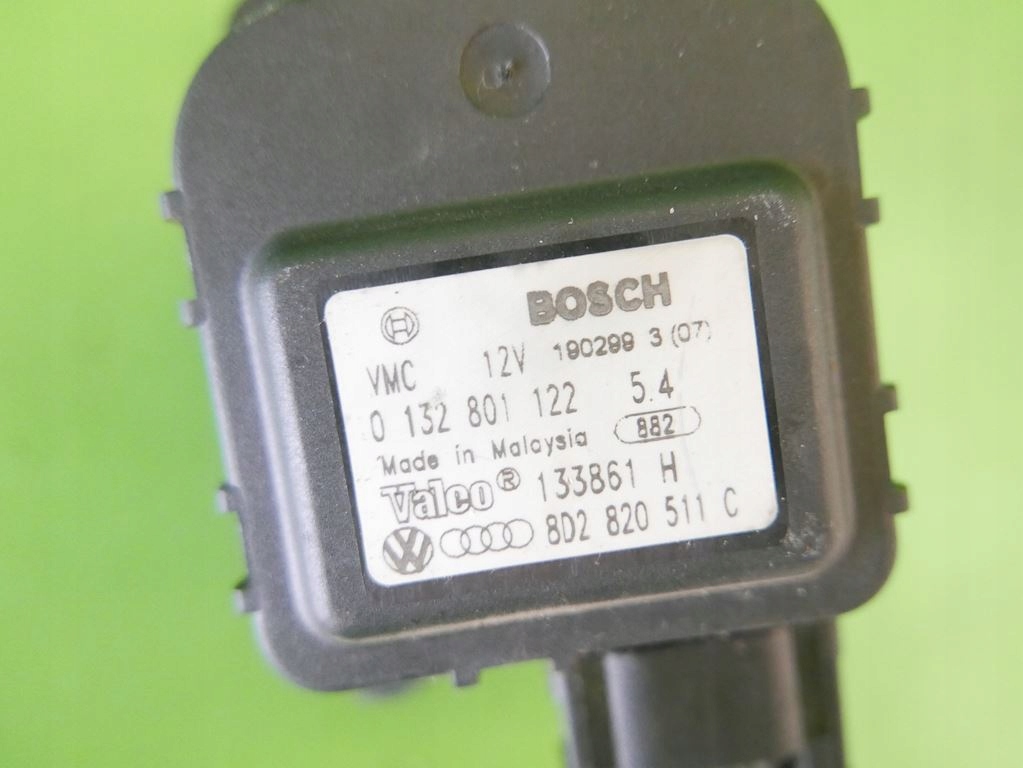 BOSCH
VMC 12V 190299 3 (07)
0 132 801 122 5.4
Made in Malaysia 882
Valeo® 133861 H
8D2 820 511 C